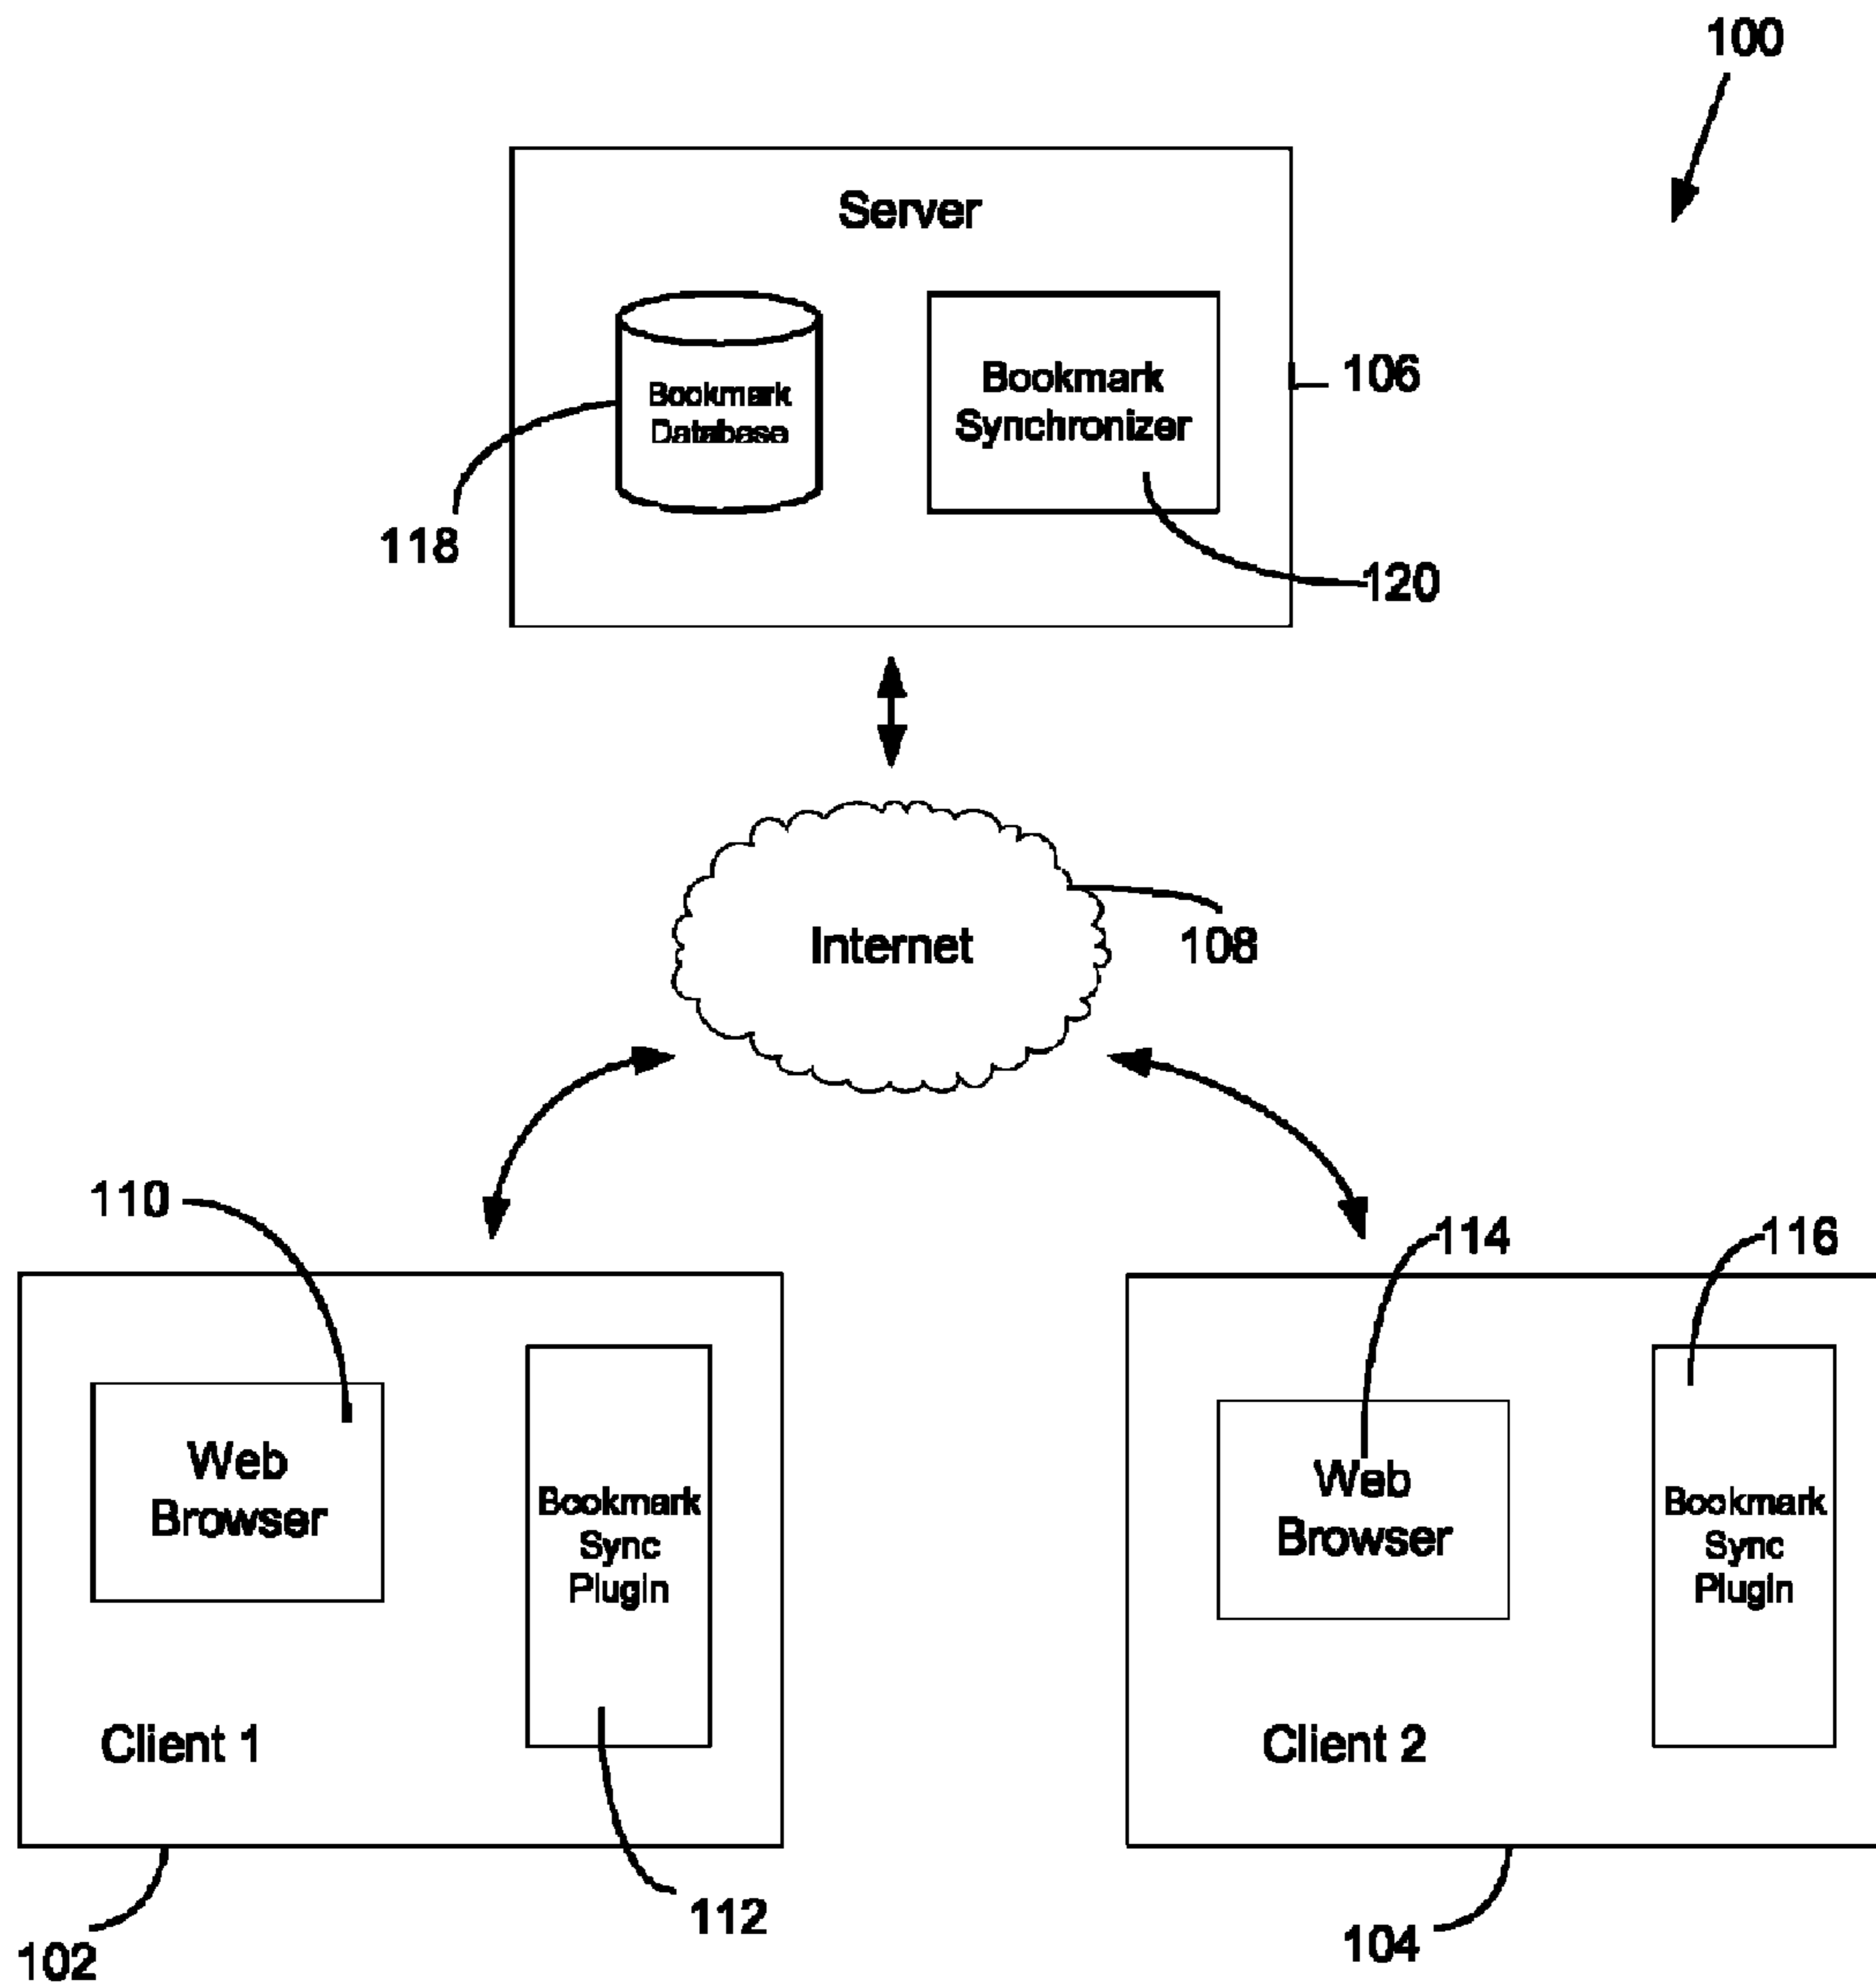 100
Server
Bookmark
Database
Bookmark
Synchronizer
106
118
120
Internet
108
110
114
116
Web
Browser
Bookmark
Sync
Plugin
Client 1
Web
Browser
Bookmark
Sync
Plugin
Client 2
102
112
104